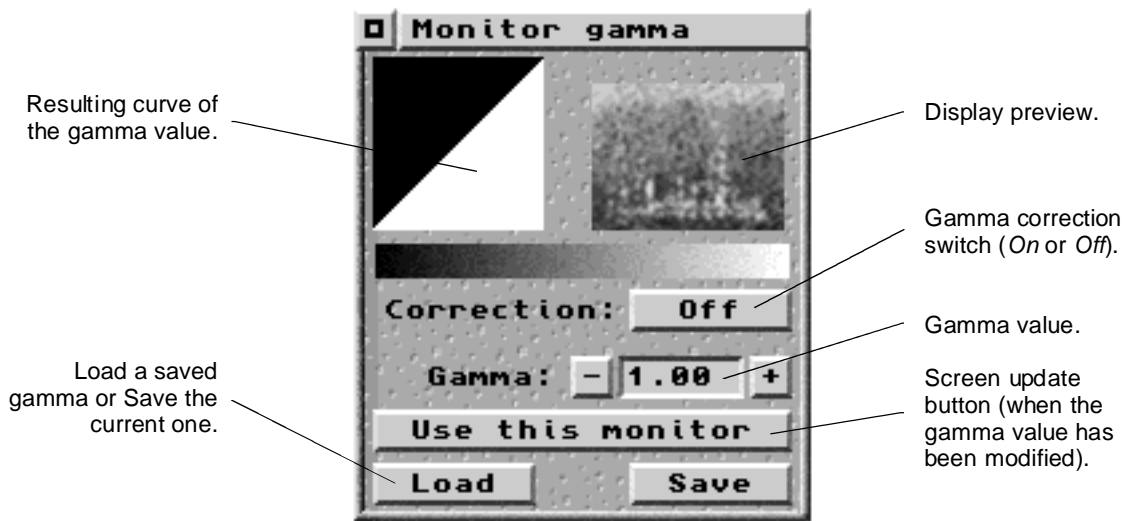 Monitor gamma
Resulting curve of
the gamma value.
Display preview.
Gamma correction
switch (On or Off).
Correction: Off
Gamma value.
Gamma: - 1.00 +
Load a saved
gamma or Save the
current one.
Screen update
button (when the
gamma value has
been modified).
Use this monitor
Load Save